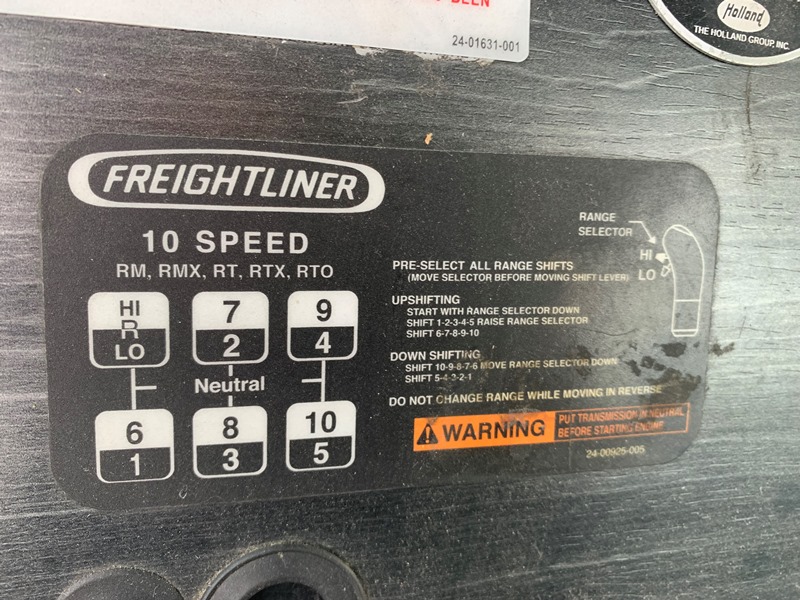 BEEN
24-01631-001
Holland
THE HOLLAND GROUP, INC.
FREIGHTLINER
10 SPEED
RM, RMX, RT, RTX, RTO
HI
R
LO
7
2
9
4
Neutral
6
1
8
3
10
5
RANGE
SELECTOR
HI
LO
PRE-SELECT ALL RANGE SHIFTS
(MOVE SELECTOR BEFORE MOVING SHIFT LEVER)
UPSHIFTING
START WITH RANGE SELECTOR DOWN
SHIFT 1-2-3-4-5 RAISE RANGE SELECTOR
SHIFT 6-7-8-9-10
DOWN SHIFTING
SHIFT 10-9-8-7-6 MOVE RANGE SELECTOR DOWN
SHIFT 5-4-3-2-1
DO NOT CHANGE RANGE WHILE MOVING IN REVERSE
WARNING
PUT TRANSMISSION IN NEUTRAL
BEFORE STARTING ENGINE
24-00925-005